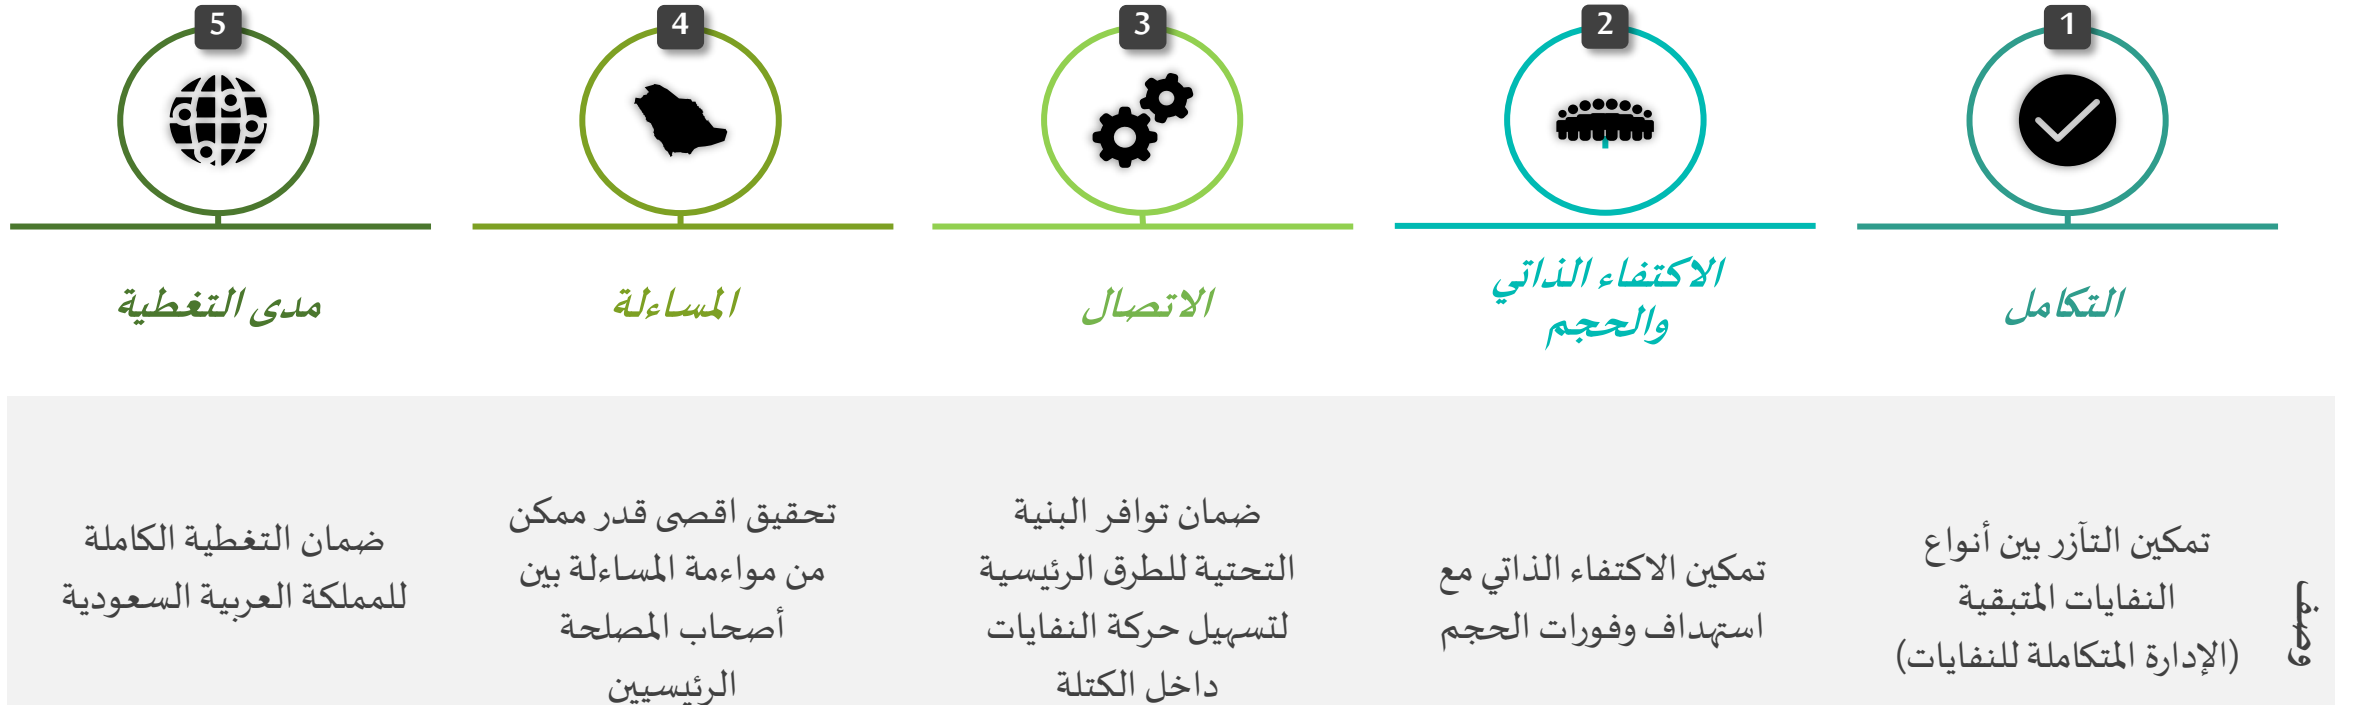 1
التكامل
2
الاكتفاء الذاتي
والحجم
3
الاتصال
4
المساءلة
5
مدى التغطية
وصف
تمكين التآزر بين أنواع
النفايات المتبقية
(الإدارة المتكاملة للنفايات)
تمكين الاكتفاء الذاتي مع
استهداف وفورات الحجم
ضمان توافر البنية
التحتية للطرق الرئيسية
لتسهيل حركة النفايات
داخل الكتلة
تحقيق اقصى قدر ممكن
من مواءمة المساءلة بين
أصحاب المصلحة
الرئيسيين
ضمان التغطية الكاملة
للمملكة العربية السعودية